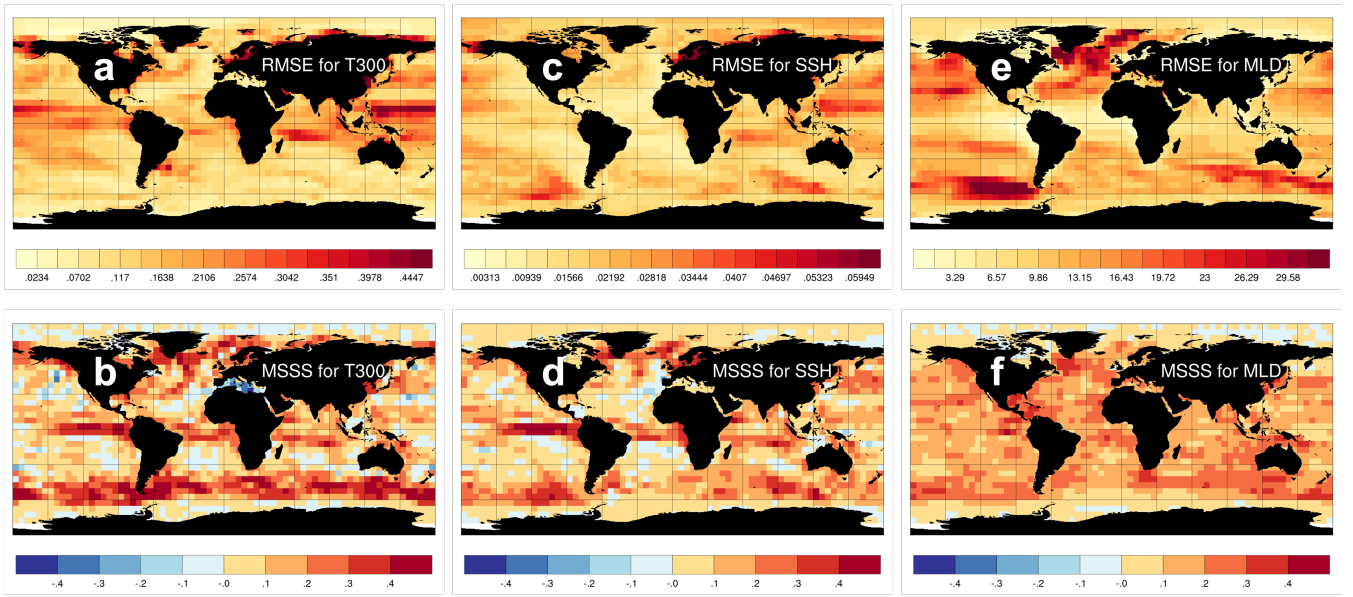 a
RMSE for T300
.0234 .0702 .117 .1638 .2106 .2574 .3042 .351 .3978 .4447
c
RMSE for SSH
.00313 .00939 .01566 .02192 .02818 .03444 .0407 .04697 .05323 .05949
e
RMSE for MLD
3.29 6.57 9.86 13.15 16.43 19.72 23 26.29 29.58
b
MSSS for T300
-.4 -.3 -.2 -.1 -.0 .1 .2 .3 .4
d
MSSS for SSH
-.4 -.3 -.2 -.1 -.0 .1 .2 .3 .4
f
MSSS for MLD
-.4 -.3 -.2 -.1 -.0 .1 .2 .3 .4